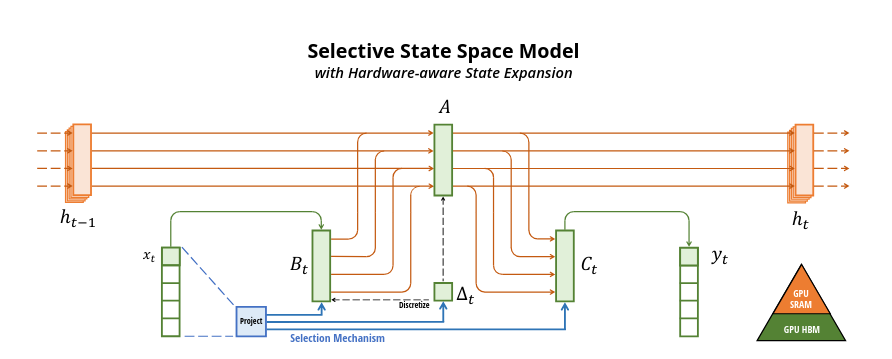 Selective State Space Model
with Hardware-aware State Expansion
A
h_{t-1}
h_t
x_t
B_t
C_t
y_t
Δ_t
Discretize
Project
Selection Mechanism
GPU
SRAM
GPU HBM